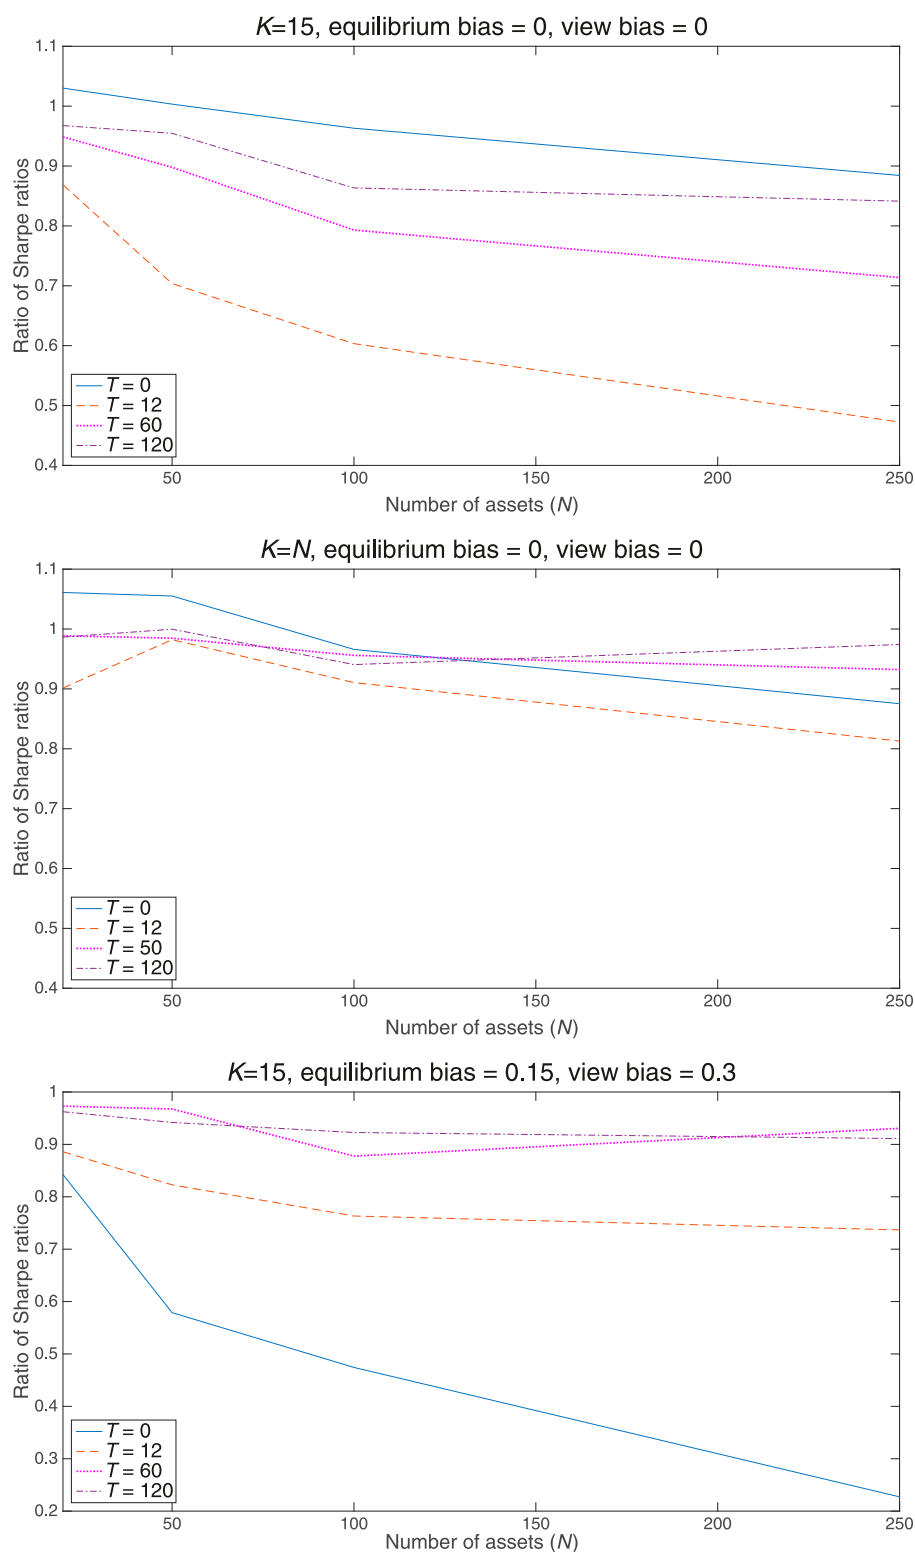 K=15, equilibrium bias = 0, view bias = 0
1.1
1
0.9
0.8
0.7
0.6
0.5
0.4
Ratio of Sharpe ratios
T = 0
T = 12
T = 60
T = 120
50 100 150 200 250
Number of assets (N)
K=N, equilibrium bias = 0, view bias = 0
1.1
1
0.9
0.8
0.7
0.6
0.5
0.4
Ratio of Sharpe ratios
T = 0
T = 12
T = 50
T = 120
50 100 150 200 250
Number of assets (N)
K=15, equilibrium bias = 0.15, view bias = 0.3
1
0.9
0.8
0.7
0.6
0.5
0.4
0.3
0.2
Ratio of Sharpe ratios
T = 0
T = 12
T = 60
T = 120
50 100 150 200 250
Number of assets (N)